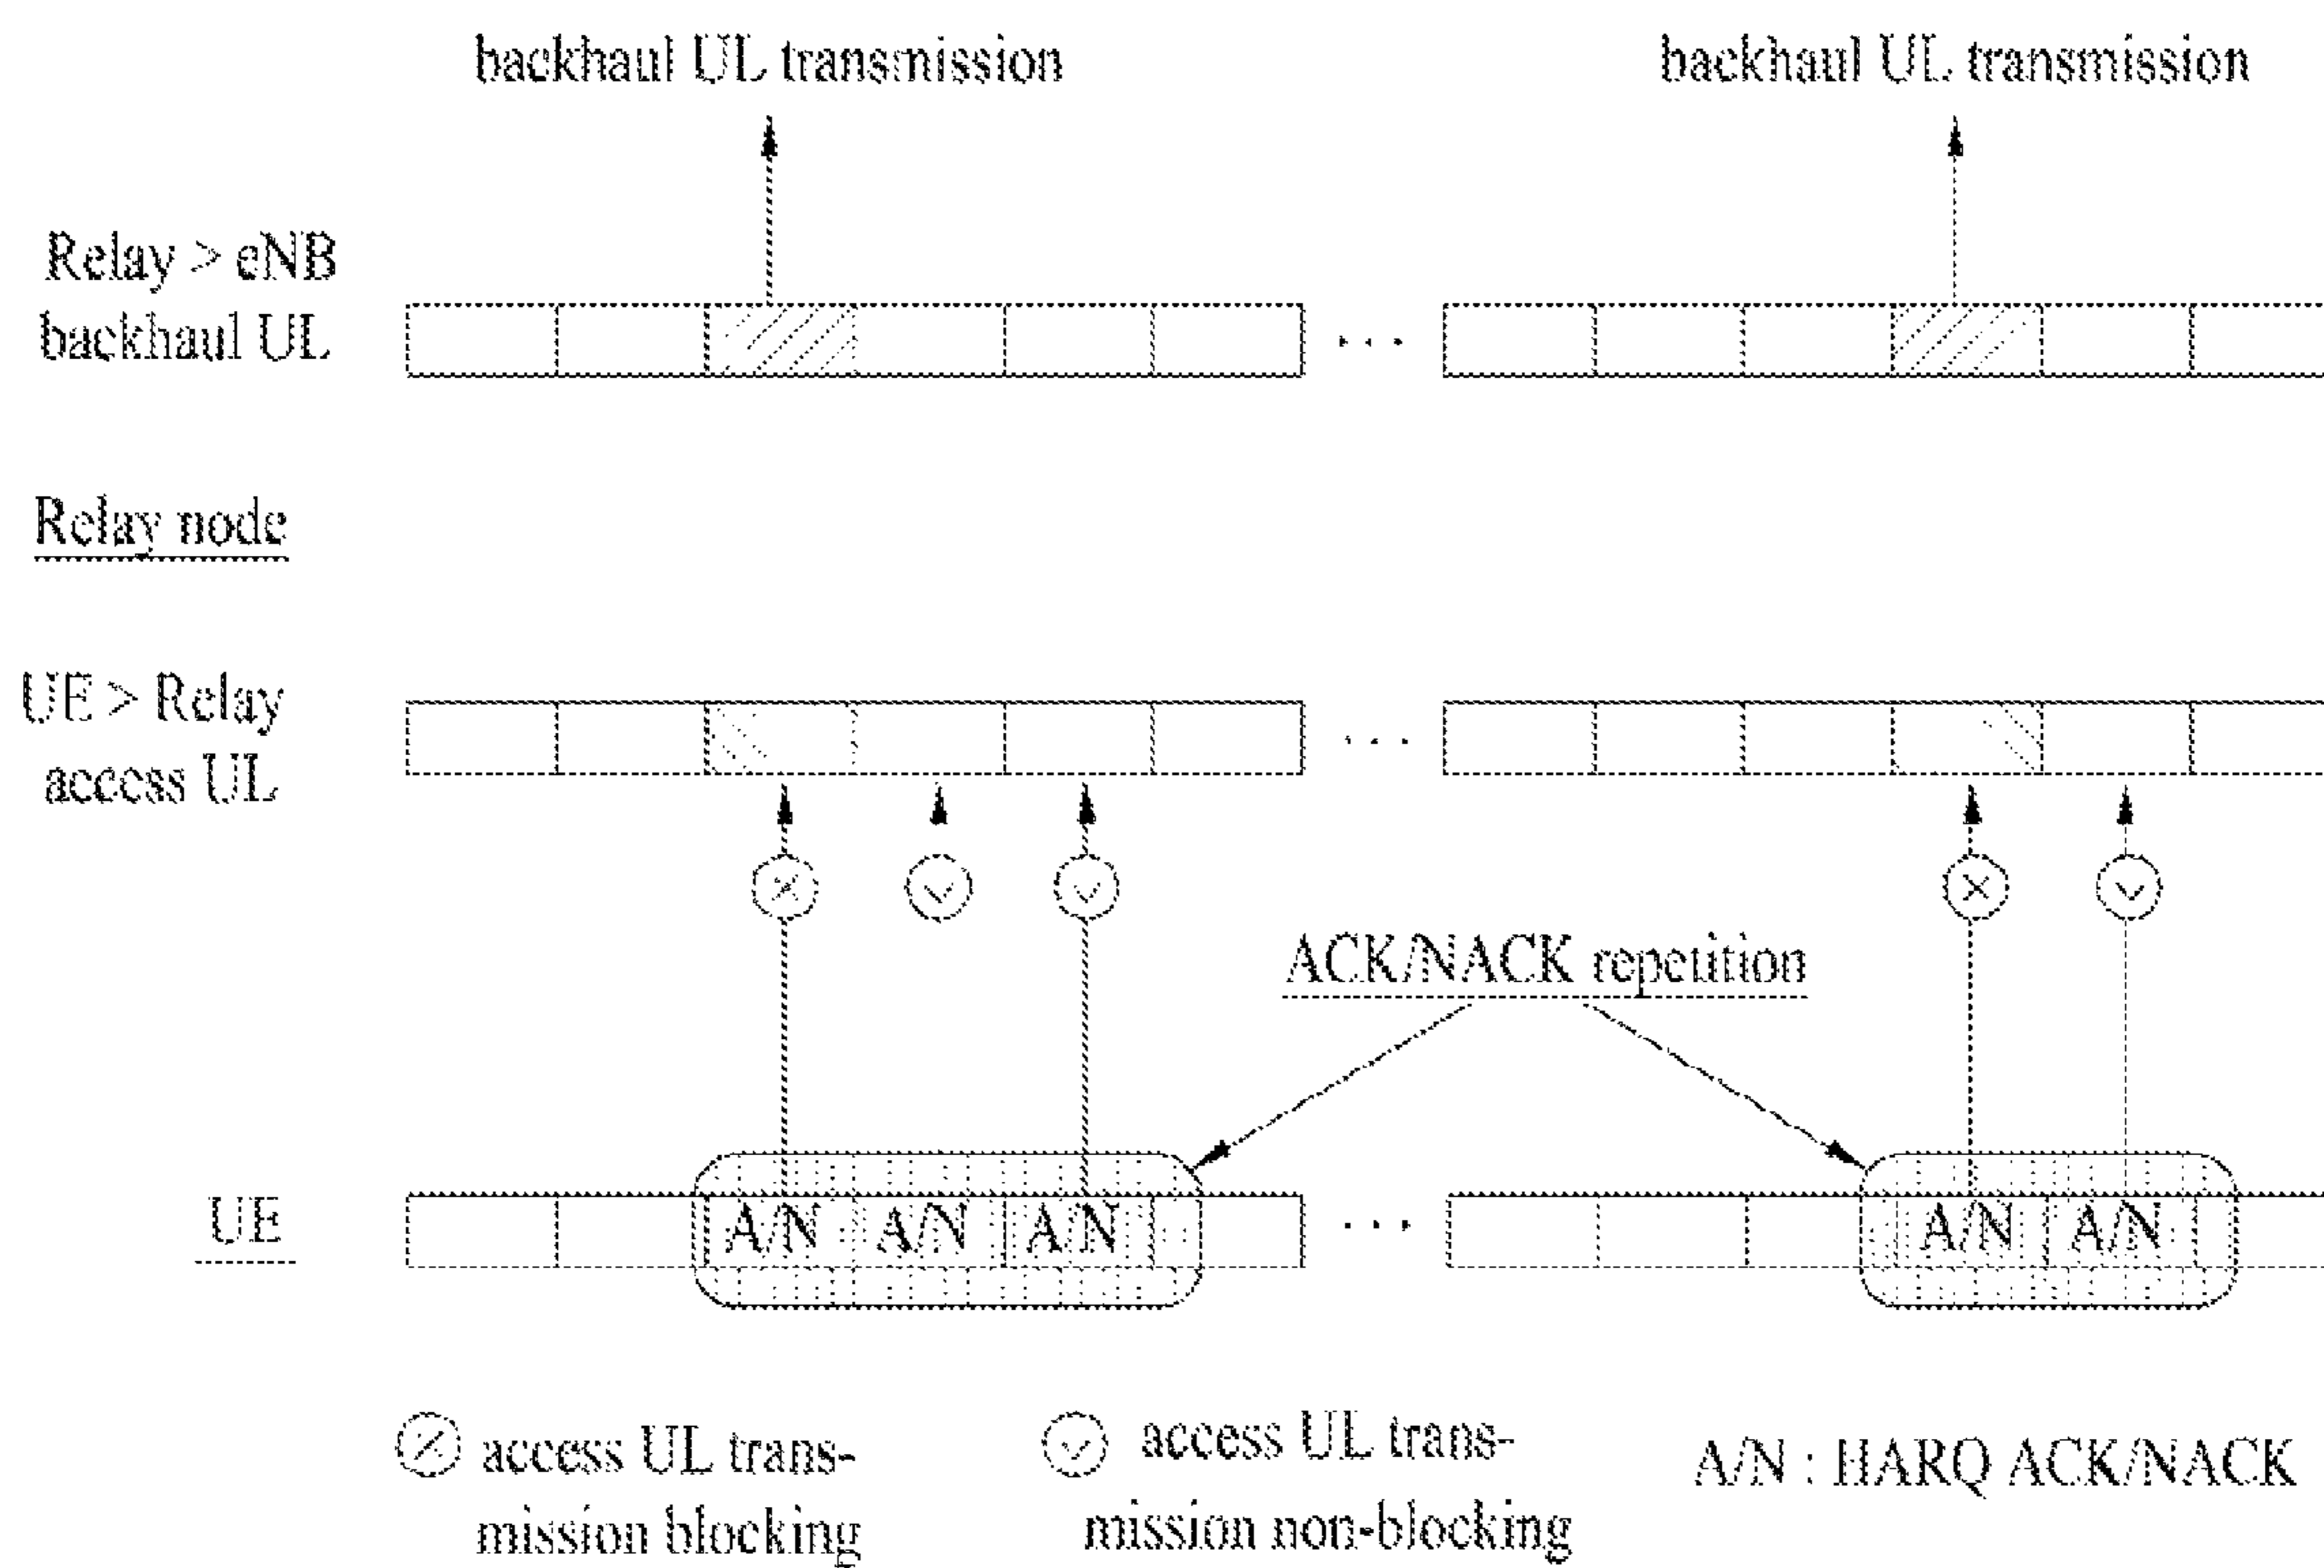 backhaul UL transmission
backhaul UL transmission
Relay > eNB
backhaul UL
. . .
Relay node
UE > Relay
access UL
. . .
ACK/NACK repetition
UE
A/N A/N A/N
. . .
A/N A/N
access UL trans-
mission blocking
access UL trans-
mission non-blocking
A/N : HARQ ACK/NACK